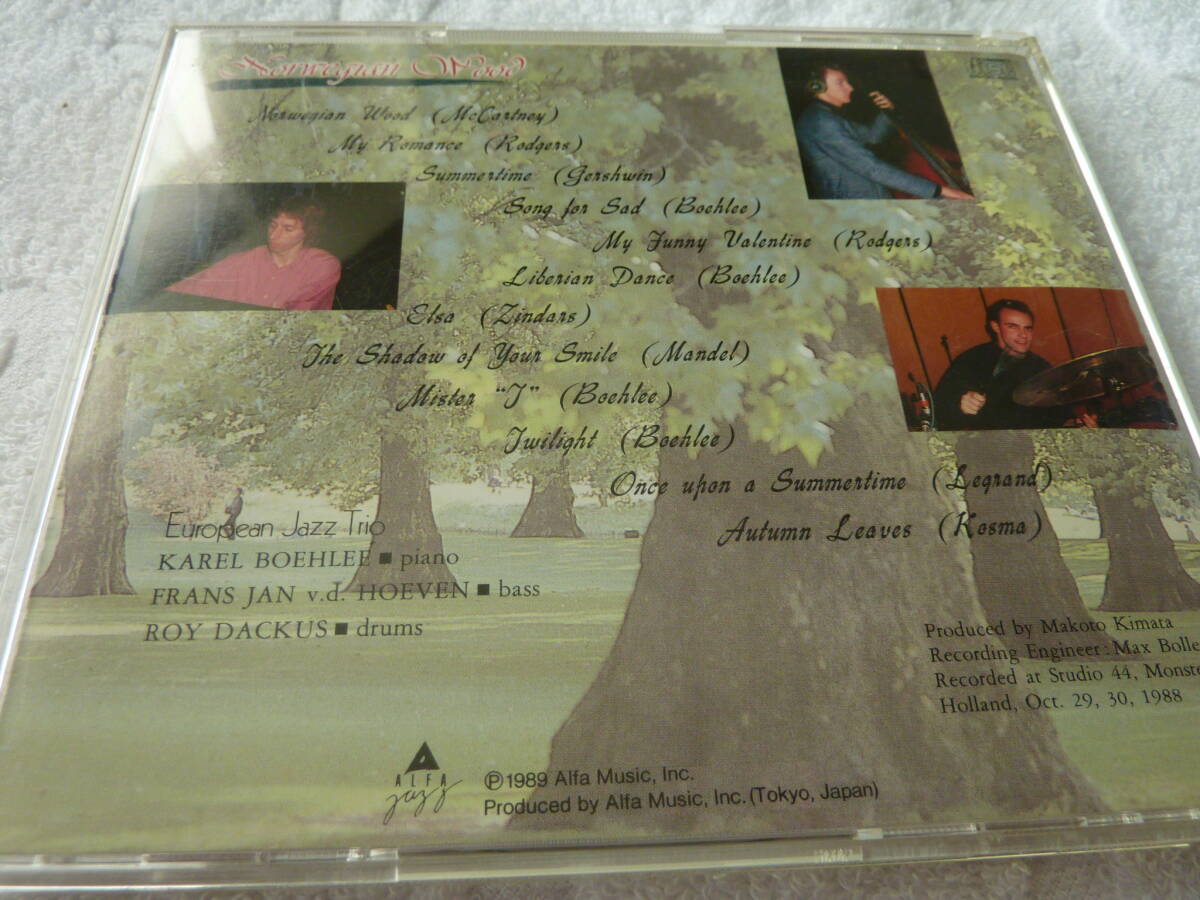 Norwegian Wood
Norwegian Wood (McCartney)
My Romance (Rodgers)
Summertime (Gershwin)
Song for Sad (Boehlee)
My Funny Valentine (Rodgers)
Liberian Dance (Boehlee)
Elsa (Zindars)
The Shadow of Your Smile (Mandel)
Mister "J" (Boehlee)
Twilight (Boehlee)
Once upon a Summertime (Legrand)
Autumn Leaves (Kosma)
European Jazz Trio
KAREL BOEHLEE ■ piano
FRANS JAN v.d. HOEVEN ■ bass
ROY DACKUS ■ drums
Produced by Makoto Kimata
Recording Engineer: Max Bolle
Recorded at Studio 44, Monste
Holland, Oct. 29, 30, 1988
ALFA
jazz
Ⓟ1989 Alfa Music, Inc.
Produced by Alfa Music, Inc. (Tokyo, Japan)